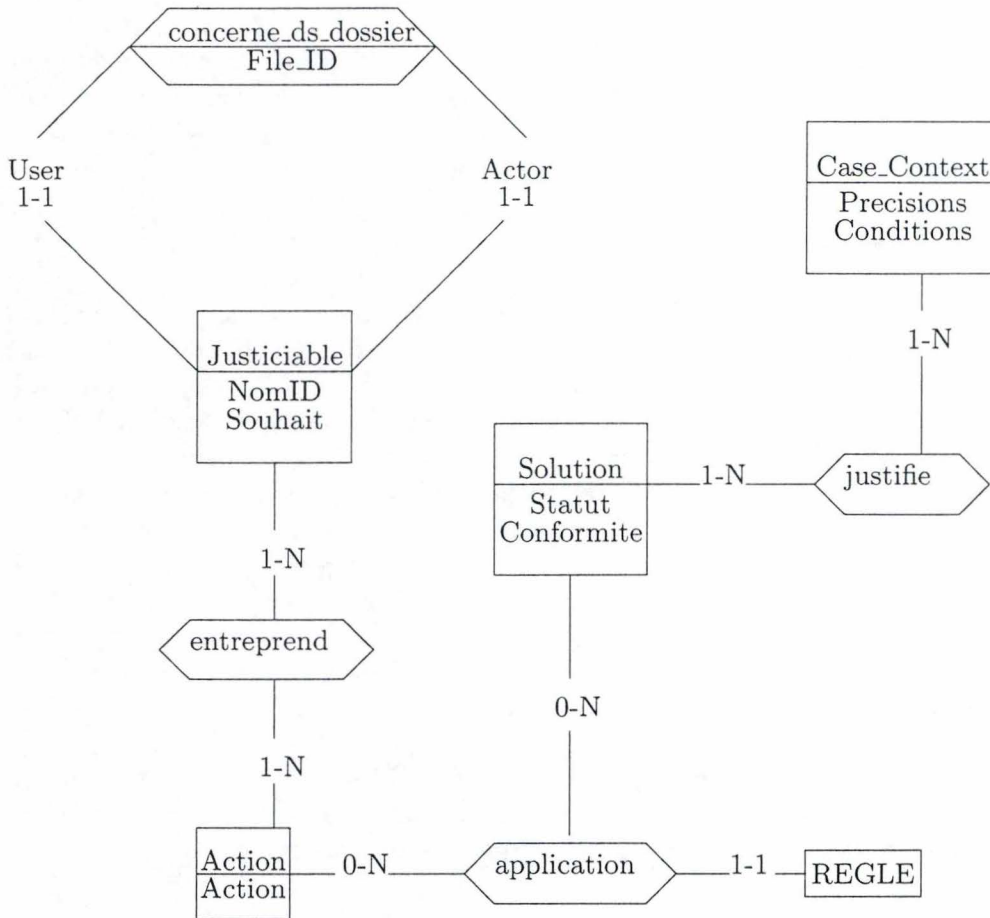 concerne_ds_dossier
File_ID
User
1-1
Actor
1-1
Case_Context
Precisions
Conditions
1-N
Justiciable
NomID
Souhait
Solution
Statut
Conformite
1-N
justifie
1-N
entreprend
0-N
1-N
Action
Action
0-N
application
1-1
REGLE